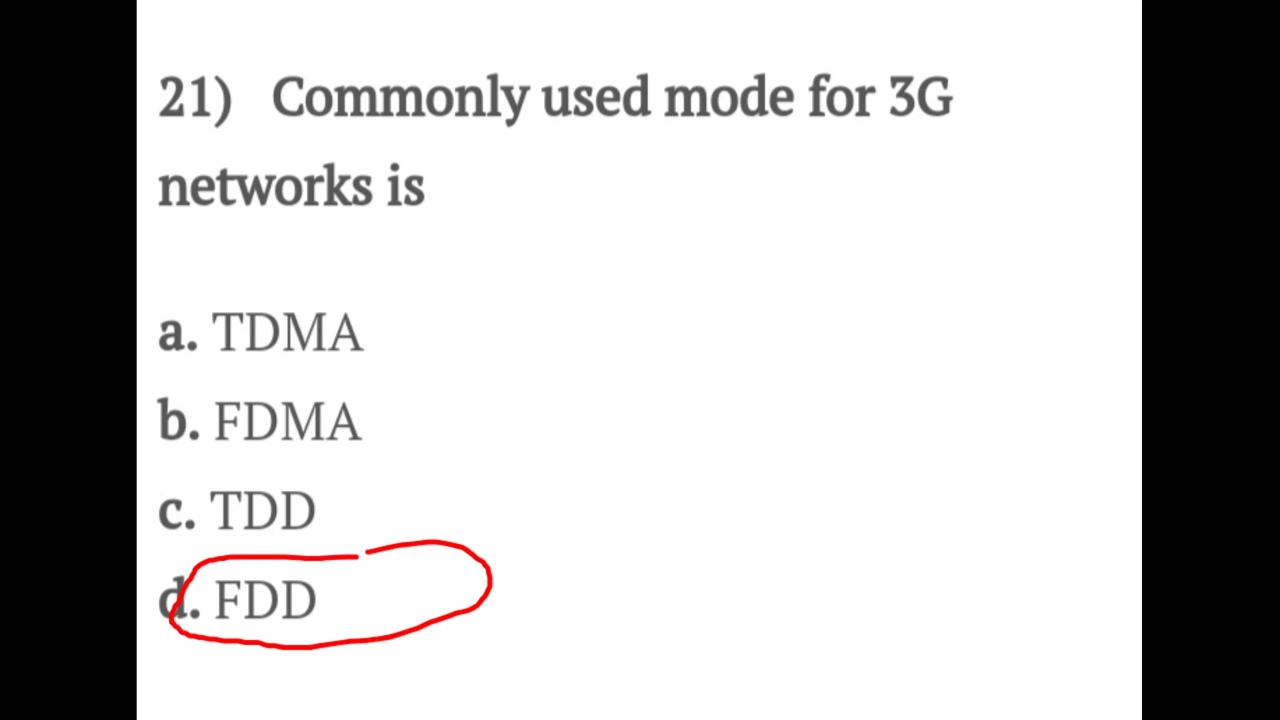 21) Commonly used mode for 3G
networks is
a. TDMA
b. FDMA
c. TDD
d. FDD